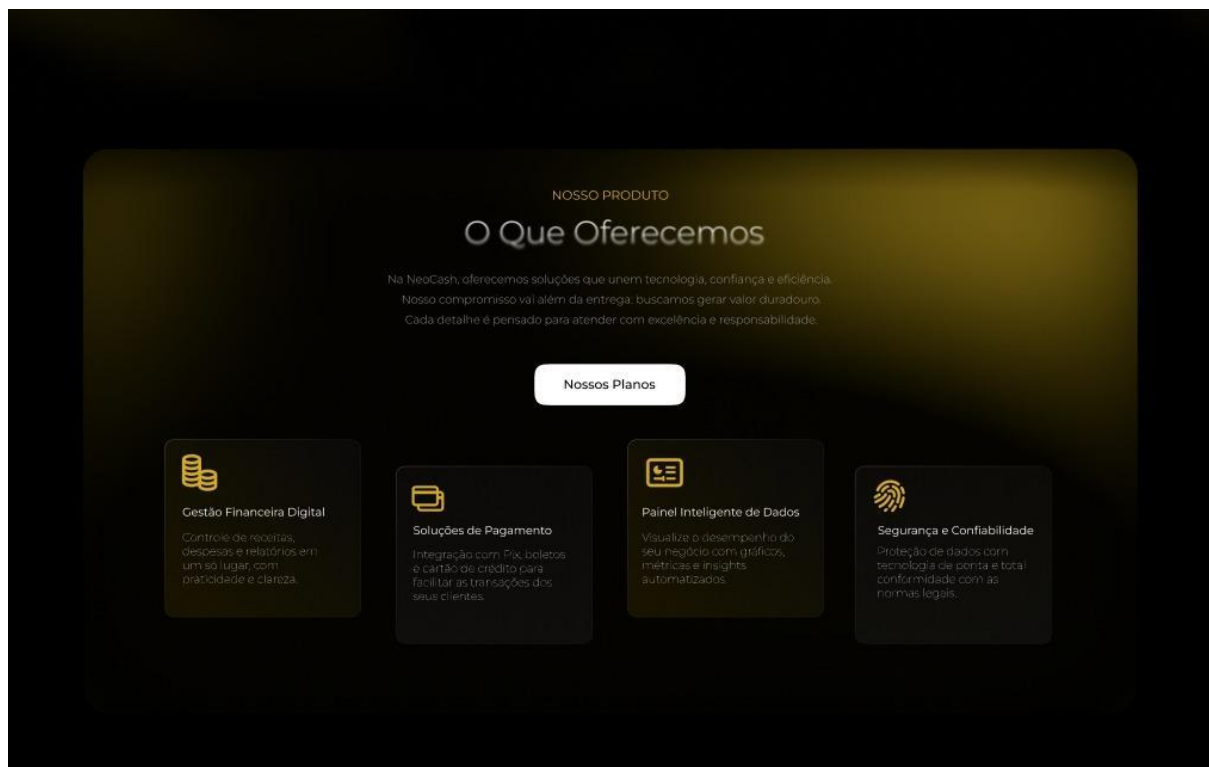 NOSSO PRODUTO
O Que Oferecemos
Na NeoCash, oferecemos soluções que unem tecnologia, confiança e eficiência.
Nosso compromisso vai além da entrega: buscamos gerar valor duradouro.
Cada detalhe é pensado para atender com excelência e responsabilidade.
Nossos Planos
Gestão Financeira Digital
Controle de receitas,
despesas e relatórios em
um só lugar, com
praticidade e clareza.
Soluções de Pagamento
Integração com Pix, boletos
e cartão de crédito para
facilitar as transações dos
seus clientes.
Painel Inteligente de Dados
Visualize o desempenho do
seu negócio com gráficos,
métricas e insights
automatizados.
Segurança e Confiabilidade
Proteção de dados com
tecnologia de ponta e total
conformidade com as
normas legais.